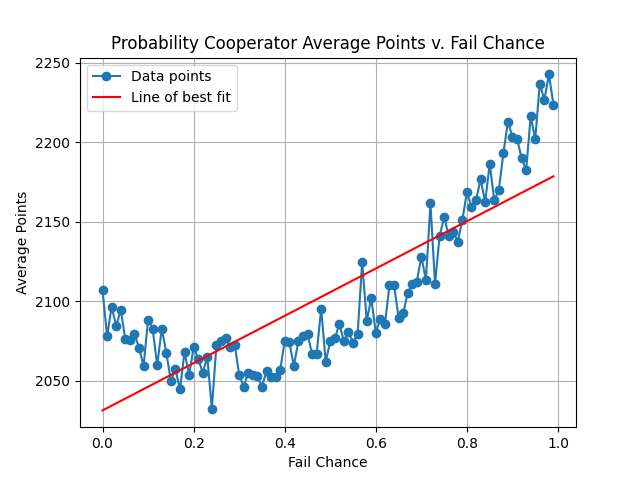 Probability Cooperator Average Points v. Fail Chance
Data points
Line of best fit
2250
2200
2150
2100
2050
Average Points
0.0 0.2 0.4 0.6 0.8 1.0
Fail Chance